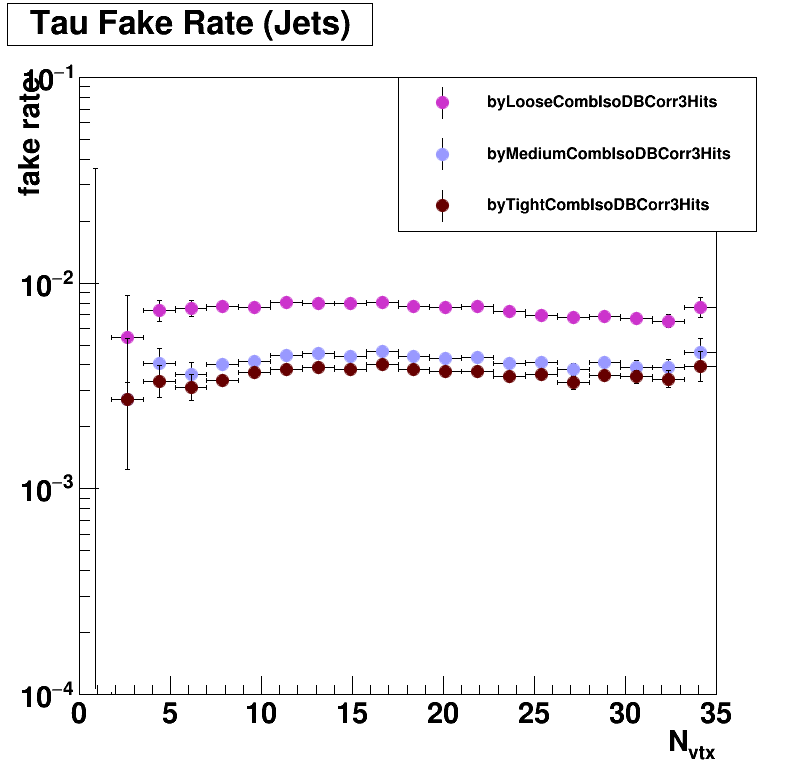 Tau Fake Rate (Jets)
fake rate
10⁻¹
byLooseCombIsoDBCorr3Hits
byMediumCombIsoDBCorr3Hits
byTightCombIsoDBCorr3Hits
10⁻²
10⁻³
10⁻⁴
0 5 10 15 20 25 30 35
Nvtx